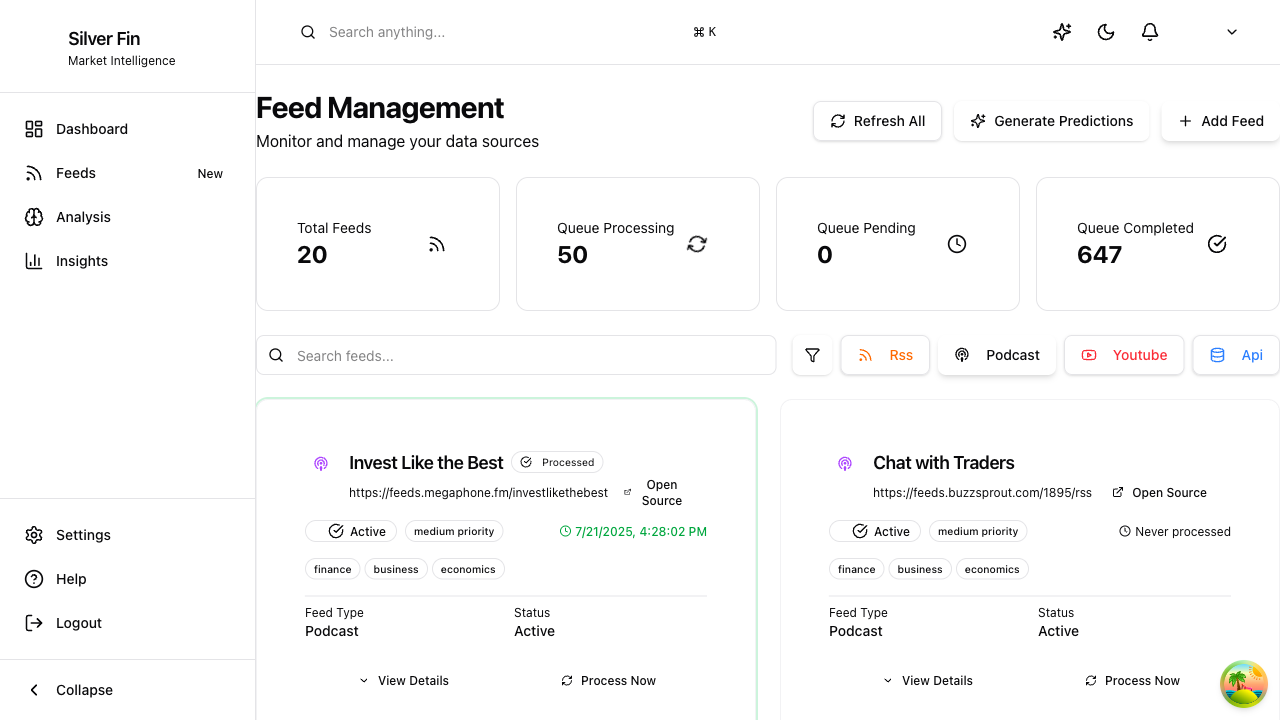 Silver Fin
Market Intelligence
Search anything...
⌘ K
Dashboard
Feeds
New
Analysis
Insights
Settings
Help
Logout
Collapse
Feed Management
Monitor and manage your data sources
Refresh All
Generate Predictions
Add Feed
Total Feeds
20
Queue Processing
50
Queue Pending
0
Queue Completed
647
Search feeds...
Rss
Podcast
Youtube
Api
Invest Like the Best
Processed
https://feeds.megaphone.fm/investlikethebest
Open
Source
Active
medium priority
7/21/2025, 4:28:02 PM
finance
business
economics
Feed Type
Podcast
Status
Active
View Details
Process Now
Chat with Traders
https://feeds.buzzsprout.com/1895/rss
Open Source
Active
medium priority
Never processed
finance
business
economics
Feed Type
Podcast
Status
Active
View Details
Process Now